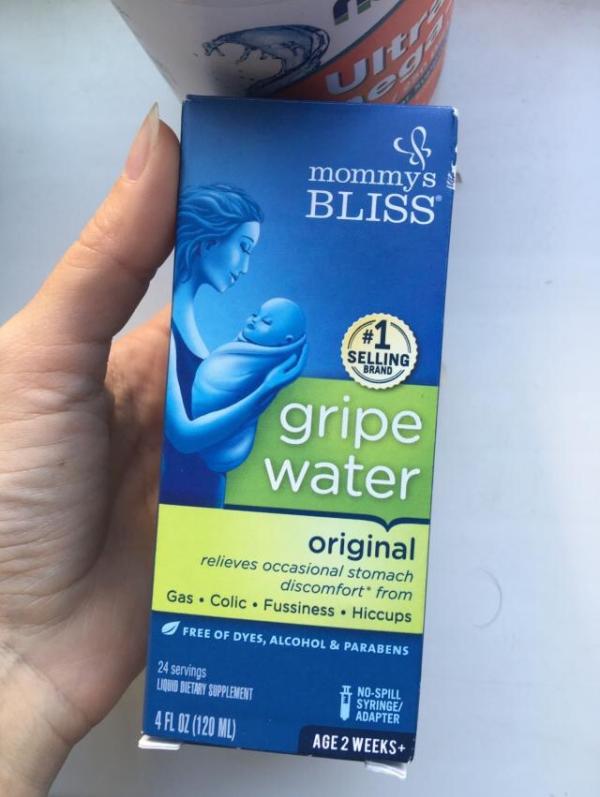 Ultra
mommy's
BLISS®
#1
SELLING
BRAND
gripe
water
original
relieves occasional stomach
discomfort* from
Gas • Colic • Fussiness • Hiccups
FREE OF DYES, ALCOHOL & PARABENS
24 servings
LIQUID DIETARY SUPPLEMENT
4 FL OZ (120 ML)
NO-SPILL
SYRINGE/
ADAPTER
AGE 2 WEEKS+